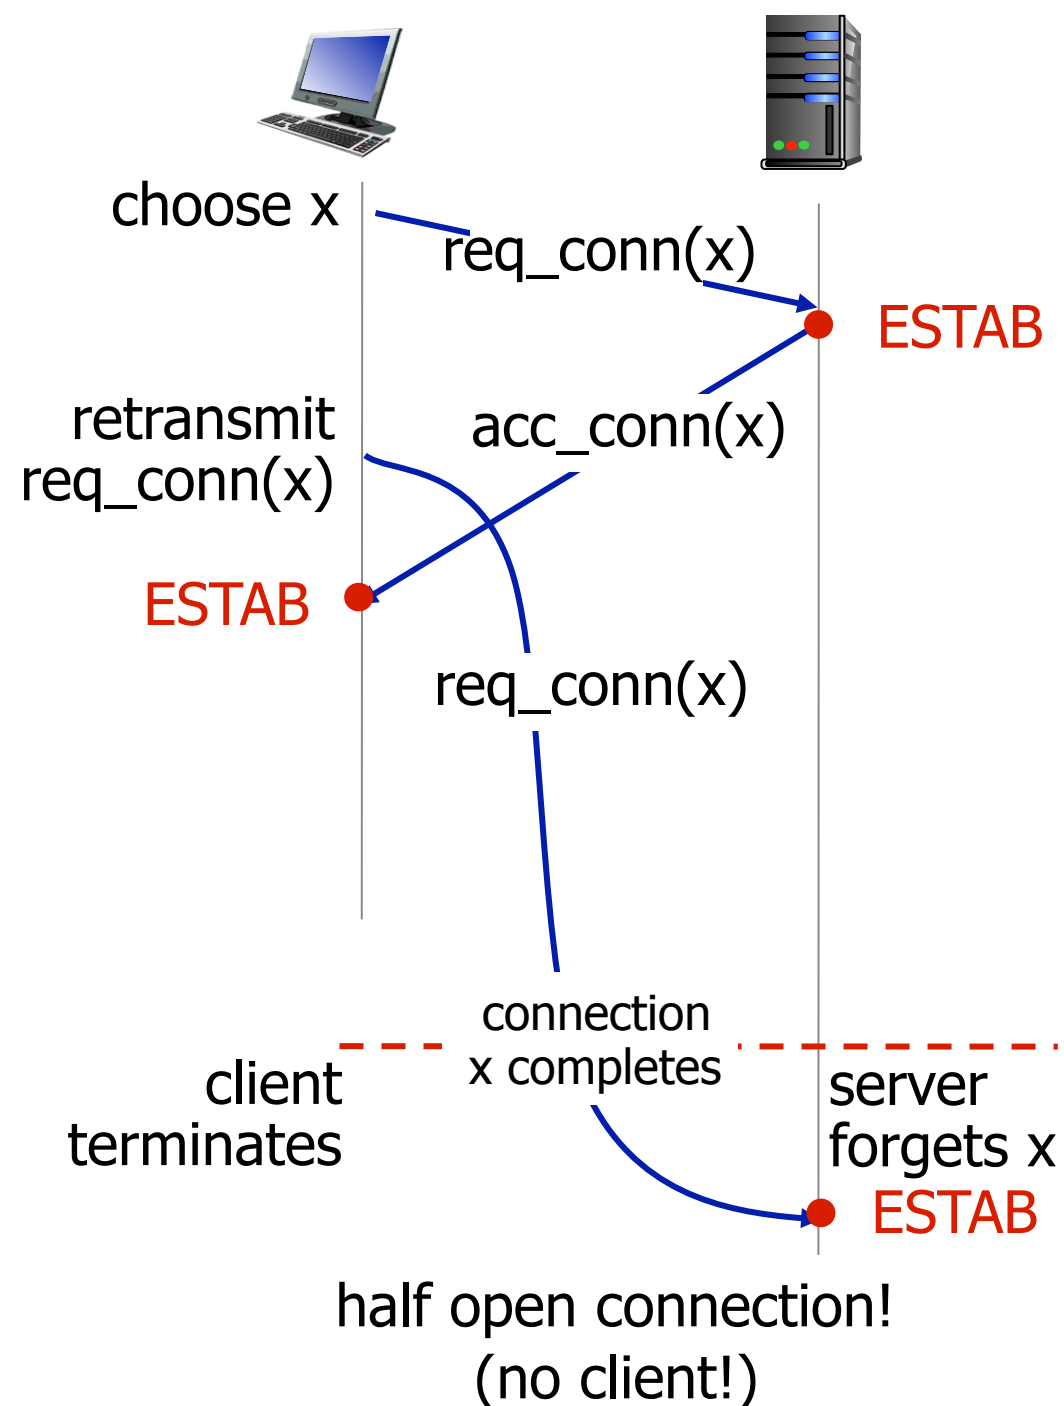 choose x
req_conn(x)
ESTAB
retransmit
req_conn(x)
acc_conn(x)
ESTAB
req_conn(x)
connection
x completes
client
terminates
server
forgets x
ESTAB
half open connection!
(no client!)